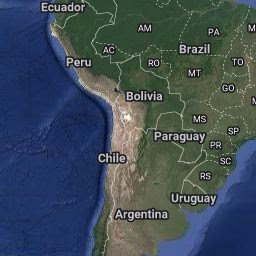 Ecuador
AM
PA
Brazil
AC
Peru
RO
TO
MT
Bolivia
GO
MS
Paraguay
SP
PR
Chile
SC
RS
Uruguay
Argentina